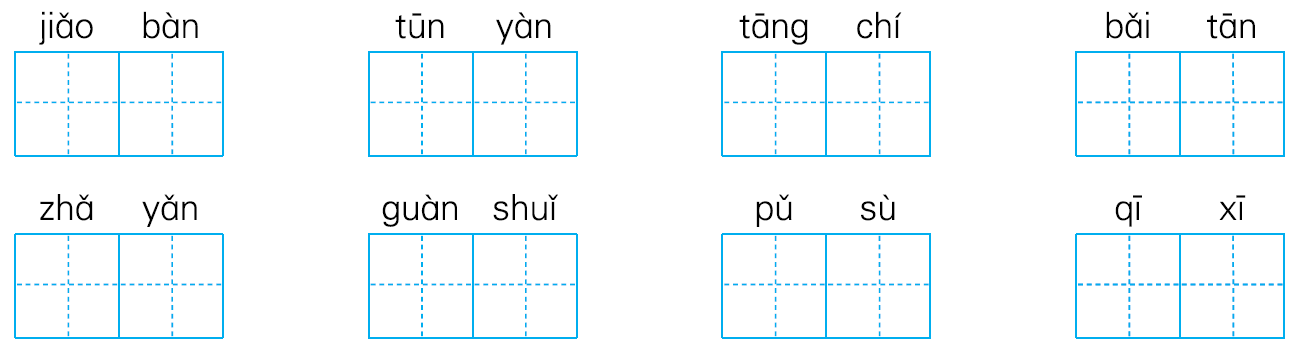 jiǎo bàn tūn yàn tāng chí bǎi tān
zhǎ yǎn guàn shuǐ pǔ sù qī xī